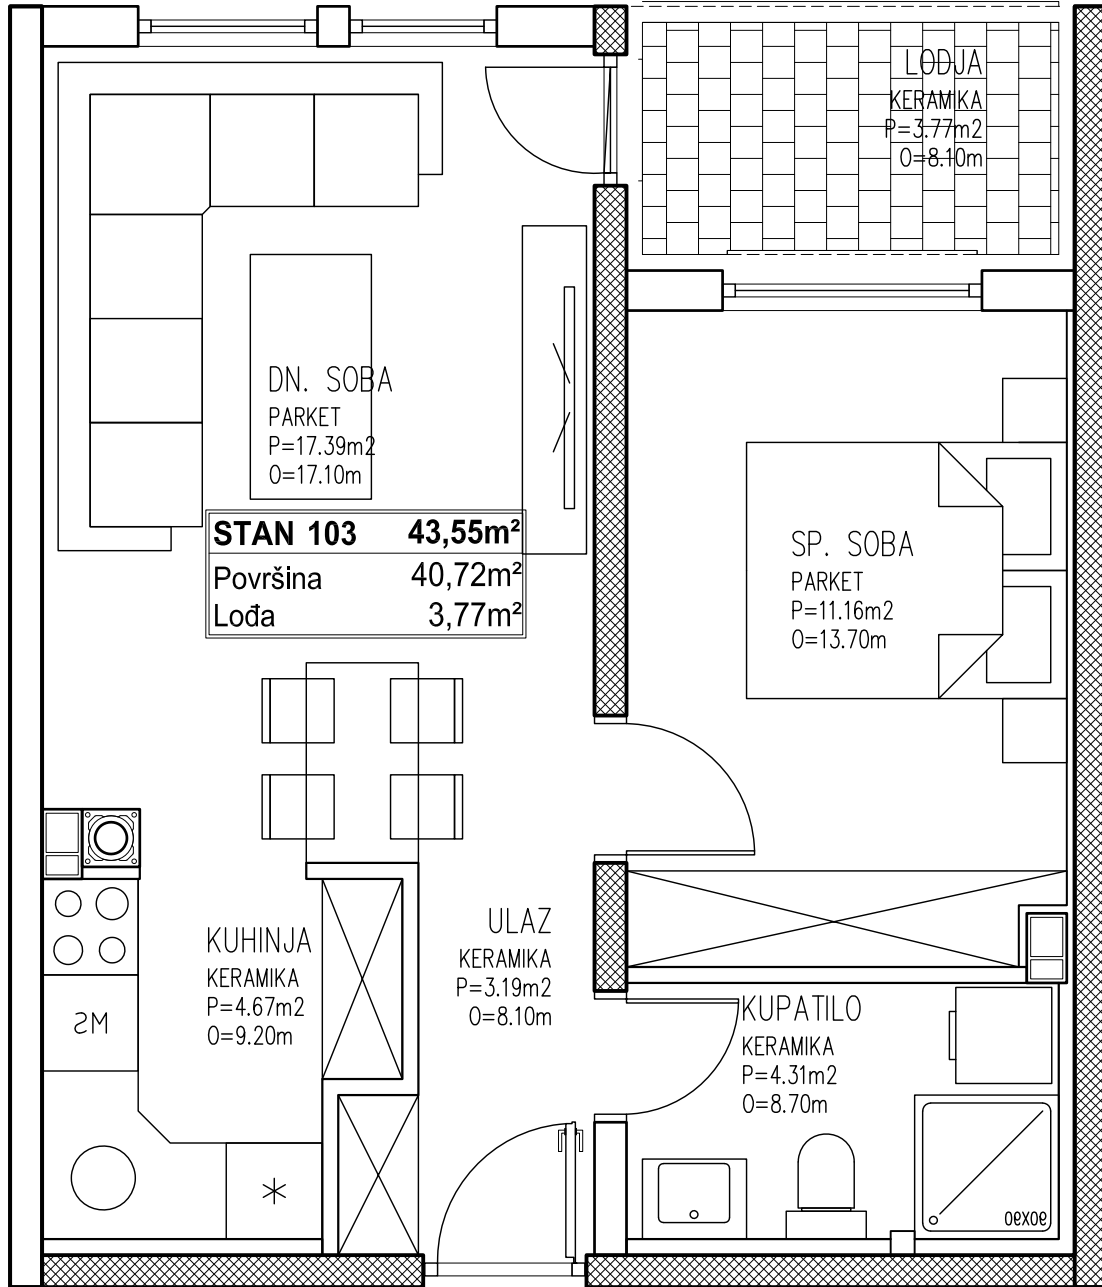 LODJA
KERAMIKA
P=3.77m2
O=8.10m
DN. SOBA
PARKET
P=17.39m2
O=17.10m
STAN 103 43,55m²
Površina 40,72m²
Lođa 3,77m²
SP. SOBA
PARKET
P=11.16m2
O=13.70m
KUHINJA
KERAMIKA
P=4.67m2
O=9.20m
ULAZ
KERAMIKA
P=3.19m2
O=8.10m
SM
KUPATILO
KERAMIKA
P=4.31m2
O=8.70m
90x90